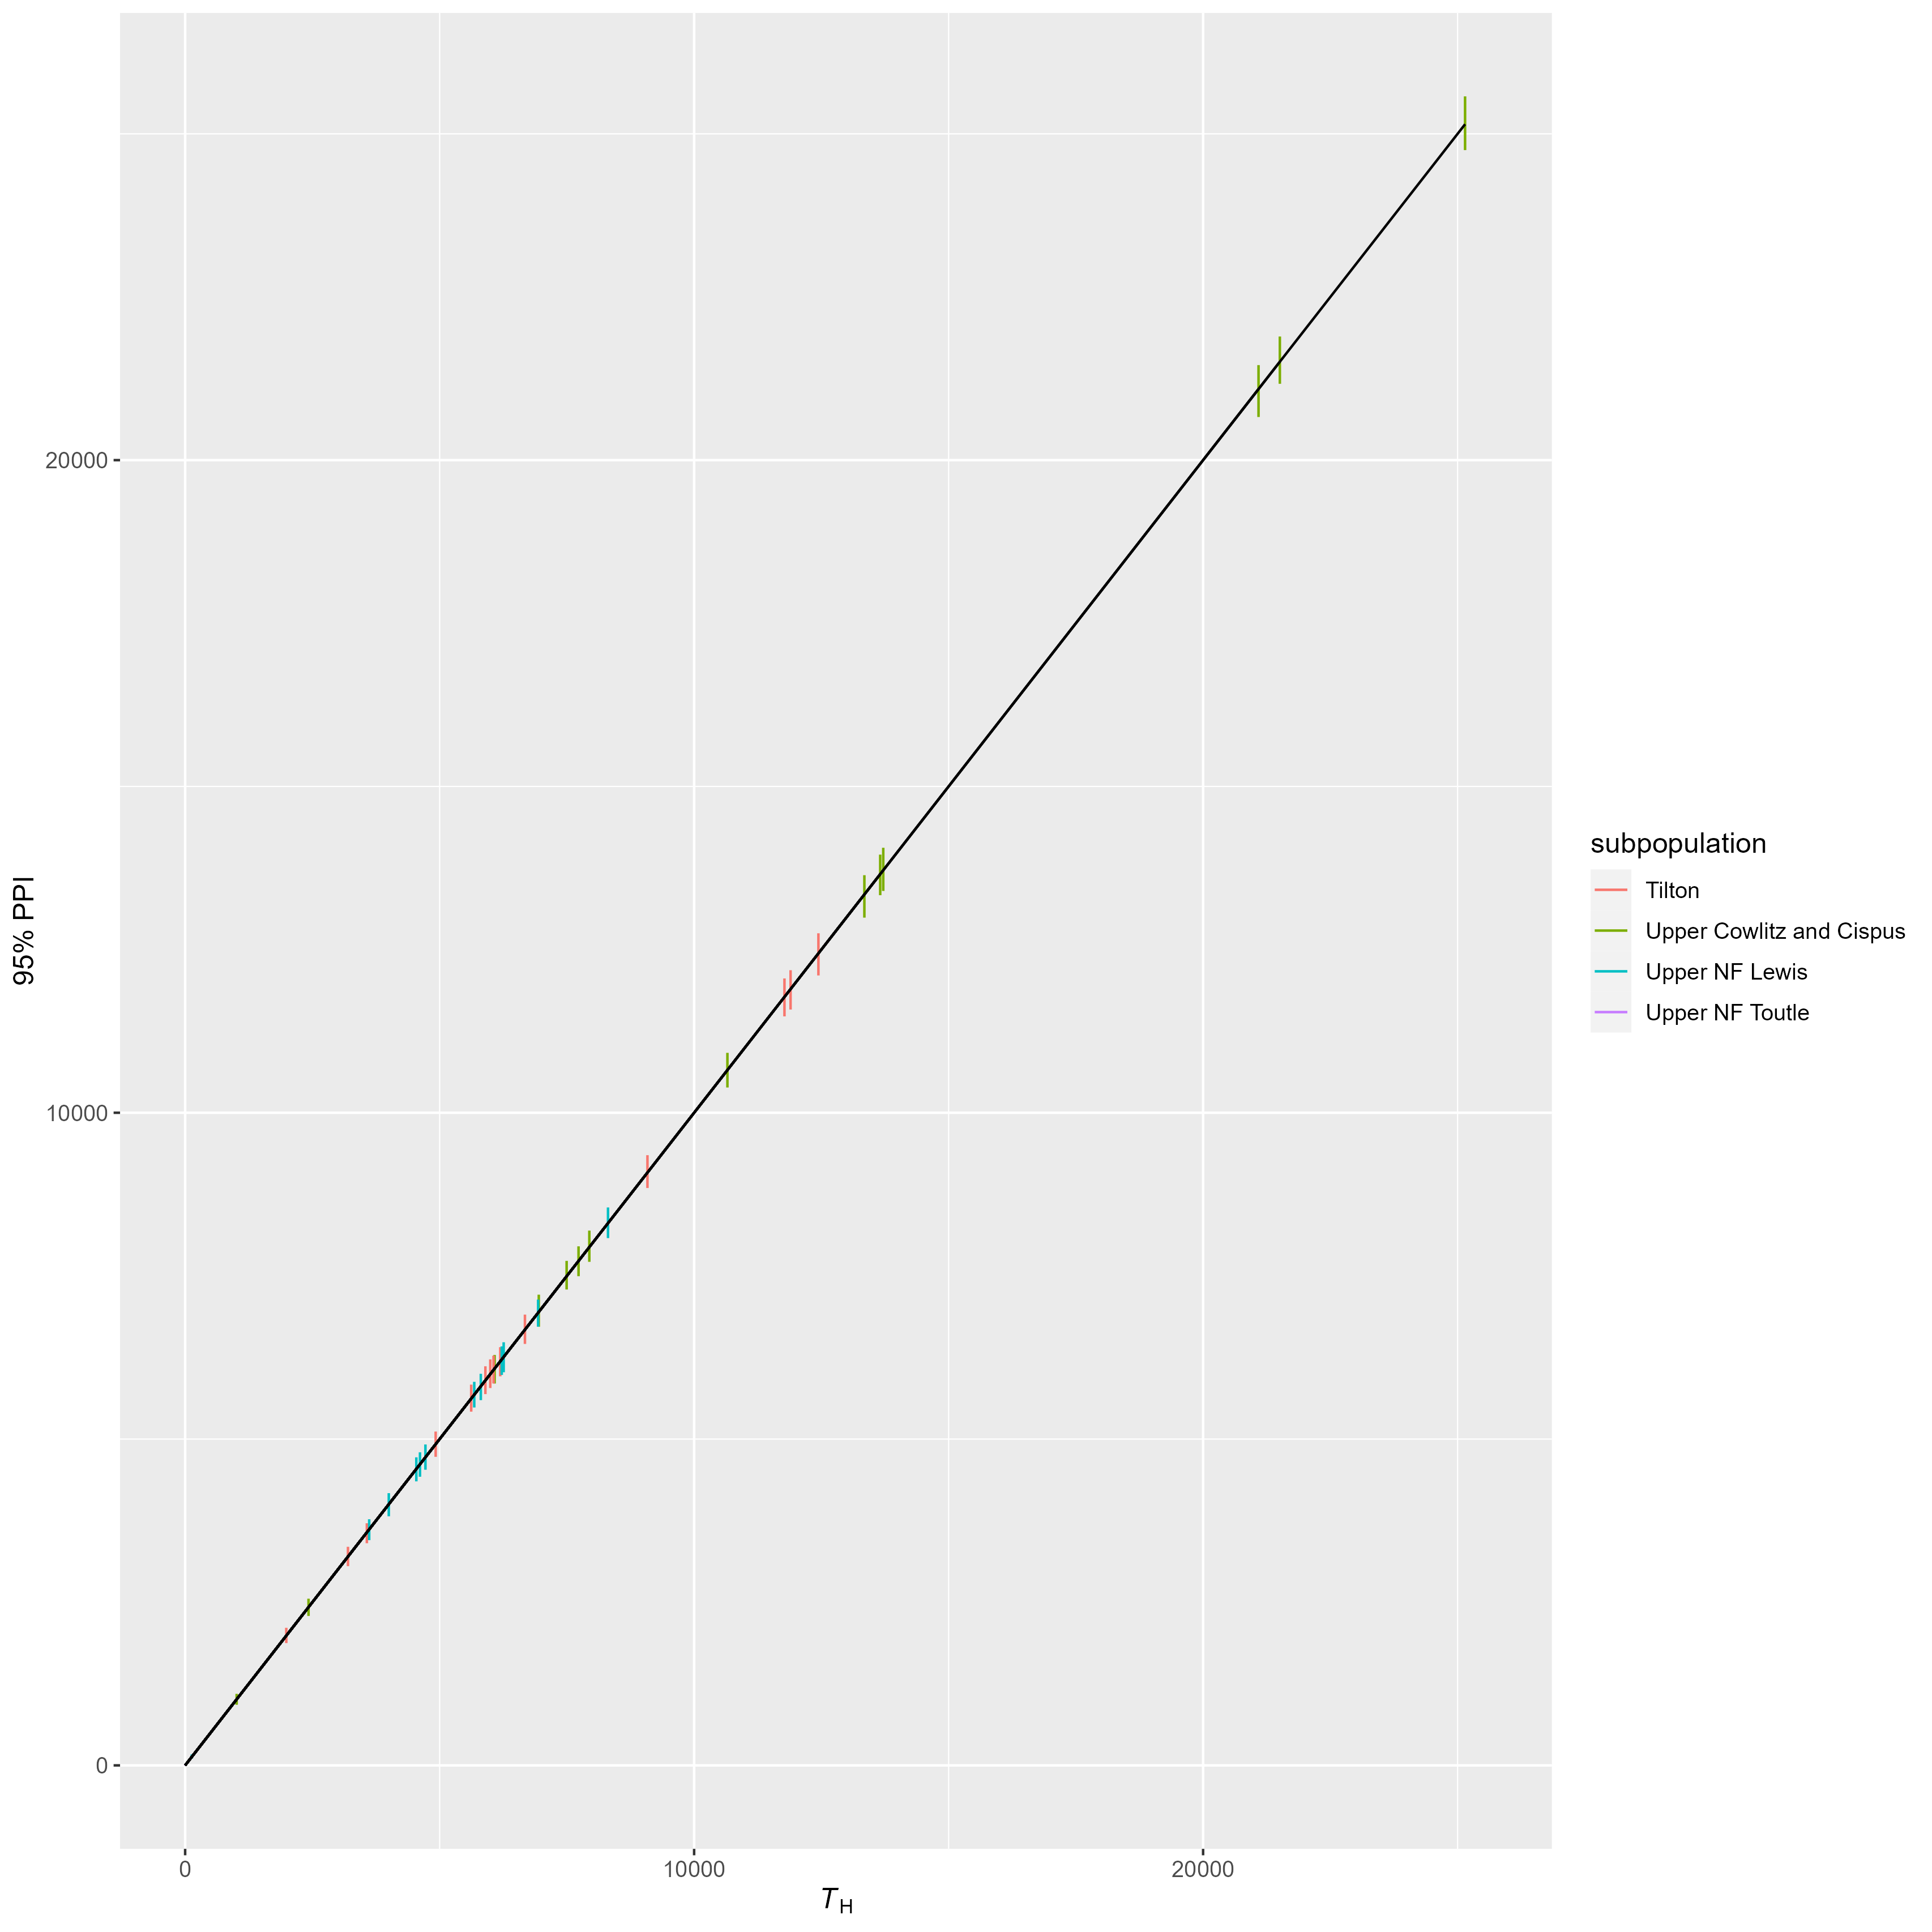 95% PPI
20000
10000
0
0 10000 20000
T H
subpopulation
Tilton
Upper Cowlitz and Cispus
Upper NF Lewis
Upper NF Toutle